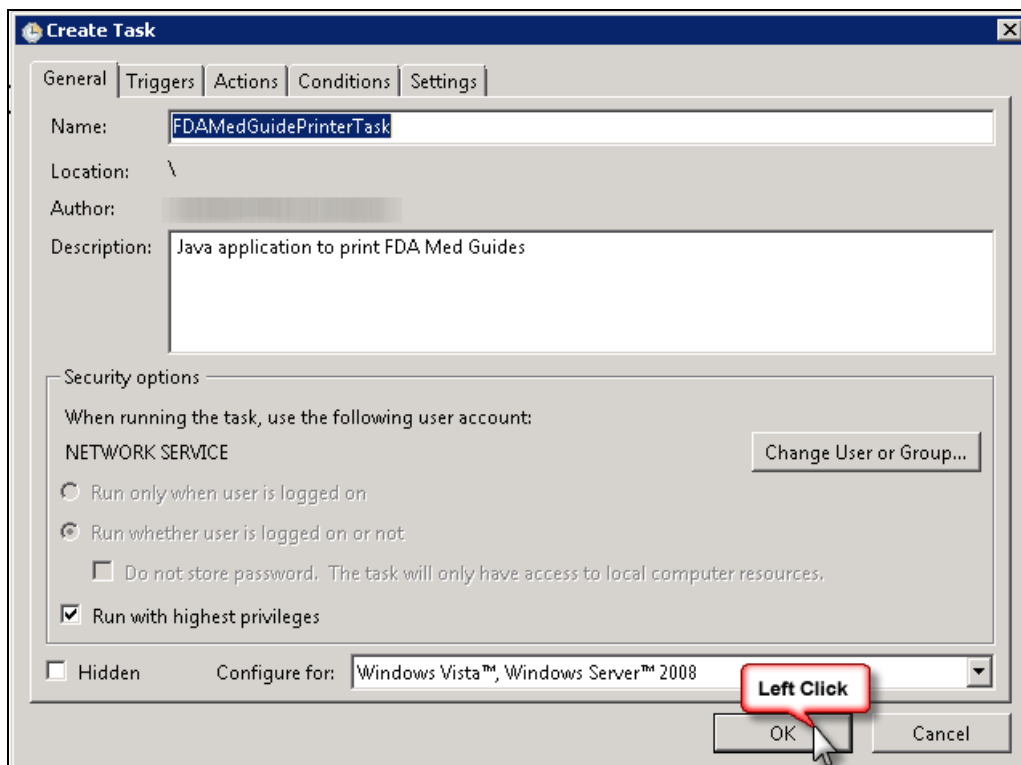 Create Task
General Triggers Actions Conditions Settings
Name: FDAMedGuidePrinterTask
Location: \
Author:
Description: Java application to print FDA Med Guides
Security options
When running the task, use the following user account:
NETWORK SERVICE Change User or Group...
Run only when user is logged on
Run whether user is logged on or not
Do not store password. The task will only have access to local computer resources.
Run with highest privileges
Hidden Configure for: Windows Vista™, Windows Server™ 2008
Left Click
OK Cancel